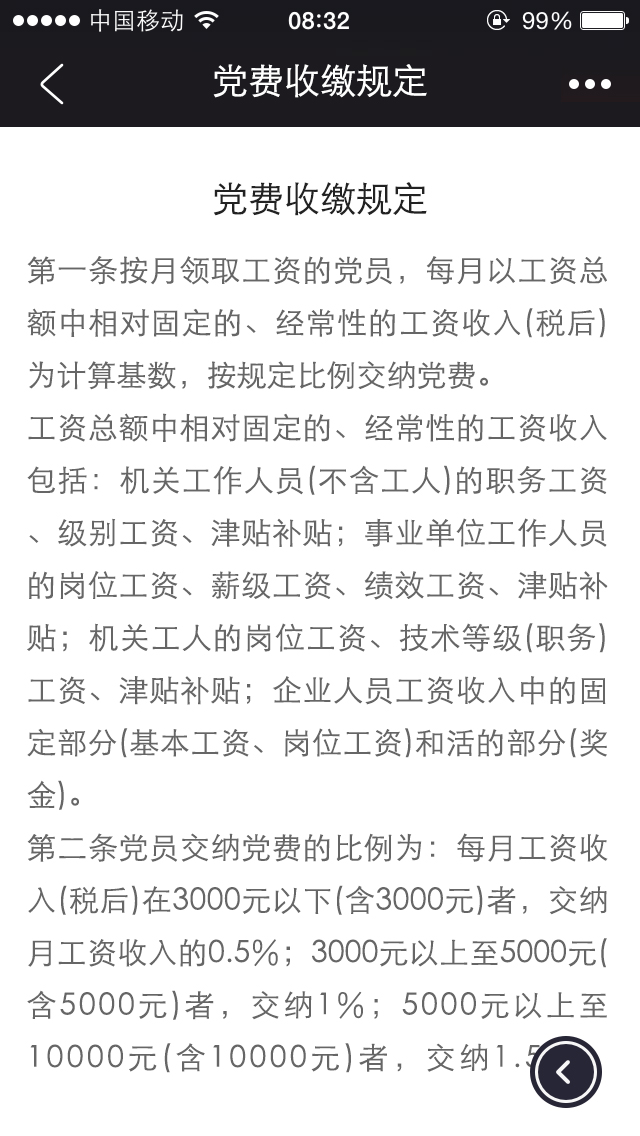 中国移动 08:32 99%
党费收缴规定
党费收缴规定
第一条按月领取工资的党员，每月以工资总
额中相对固定的、经常性的工资收入(税后)
为计算基数，按规定比例交纳党费。
工资总额中相对固定的、经常性的工资收入
包括：机关工作人员(不含工人)的职务工资
、级别工资、津贴补贴；事业单位工作人员
的岗位工资、薪级工资、绩效工资、津贴补
贴；机关工人的岗位工资、技术等级(职务)
工资、津贴补贴；企业人员工资收入中的固
定部分(基本工资、岗位工资)和活的部分(奖
金)。
第二条党员交纳党费的比例为：每月工资收
入(税后)在3000元以下(含3000元)者，交纳
月工资收入的0.5%；3000元以上至5000元(
含5000元)者，交纳1%；5000元以上至
10000元(含10000元)者，交纳1.5